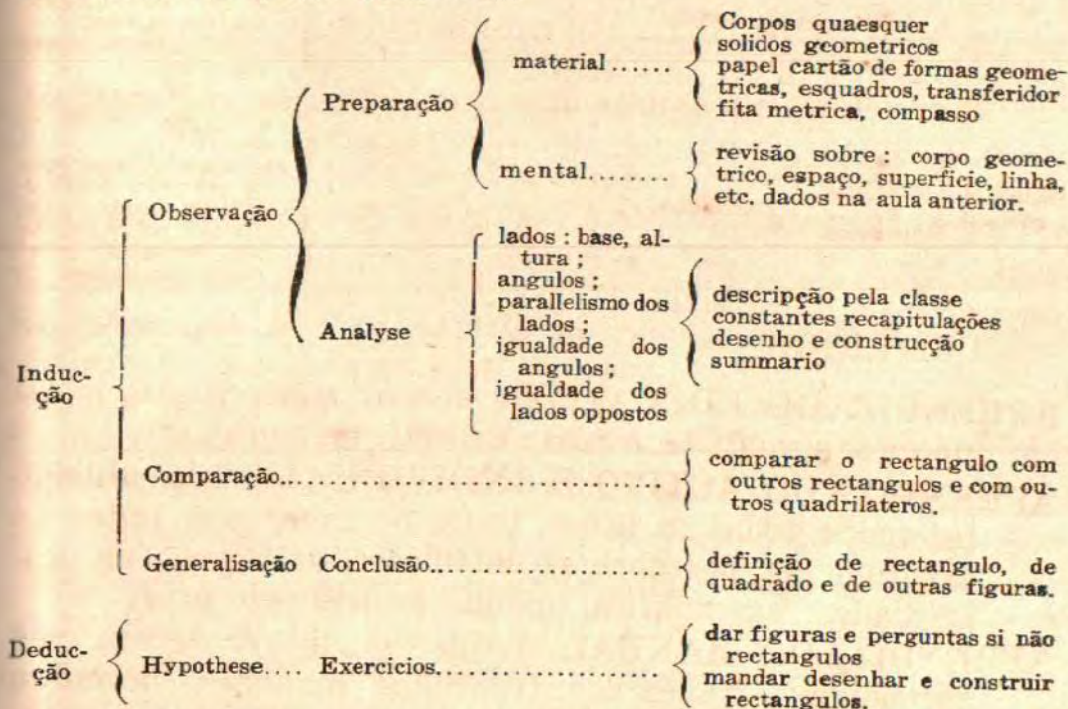 Corpos quaesquer
solidos geometricos
material ......
papel cartão de formas geome-
tricas, esquadros, transferidor
fita metrica, compasso
Preparação
mental........
revisão sobre : corpo geome-
trico, espaço, superficie, linha,
etc. dados na aula anterior.
Observação
lados : base, al-
tura ;
angulos ;
parallelismo dos
lados ;
igualdade dos
angulos ;
igualdade dos
lados oppostos
Analyse
descripção pela classe
constantes recapitulações
desenho e construcção
summario
Induc-
ção
Comparação......................................
comparar o rectangulo com
outros rectangulos e com ou-
tros quadrilateros.
Generalisação Conclusão.......................
definição de rectangulo, de
quadrado e de outras figuras.
Deduc-
ção
Hypothese.... Exercicios.....................
dar figuras e perguntas si não
rectangulos
mandar desenhar e construir
rectangulos.